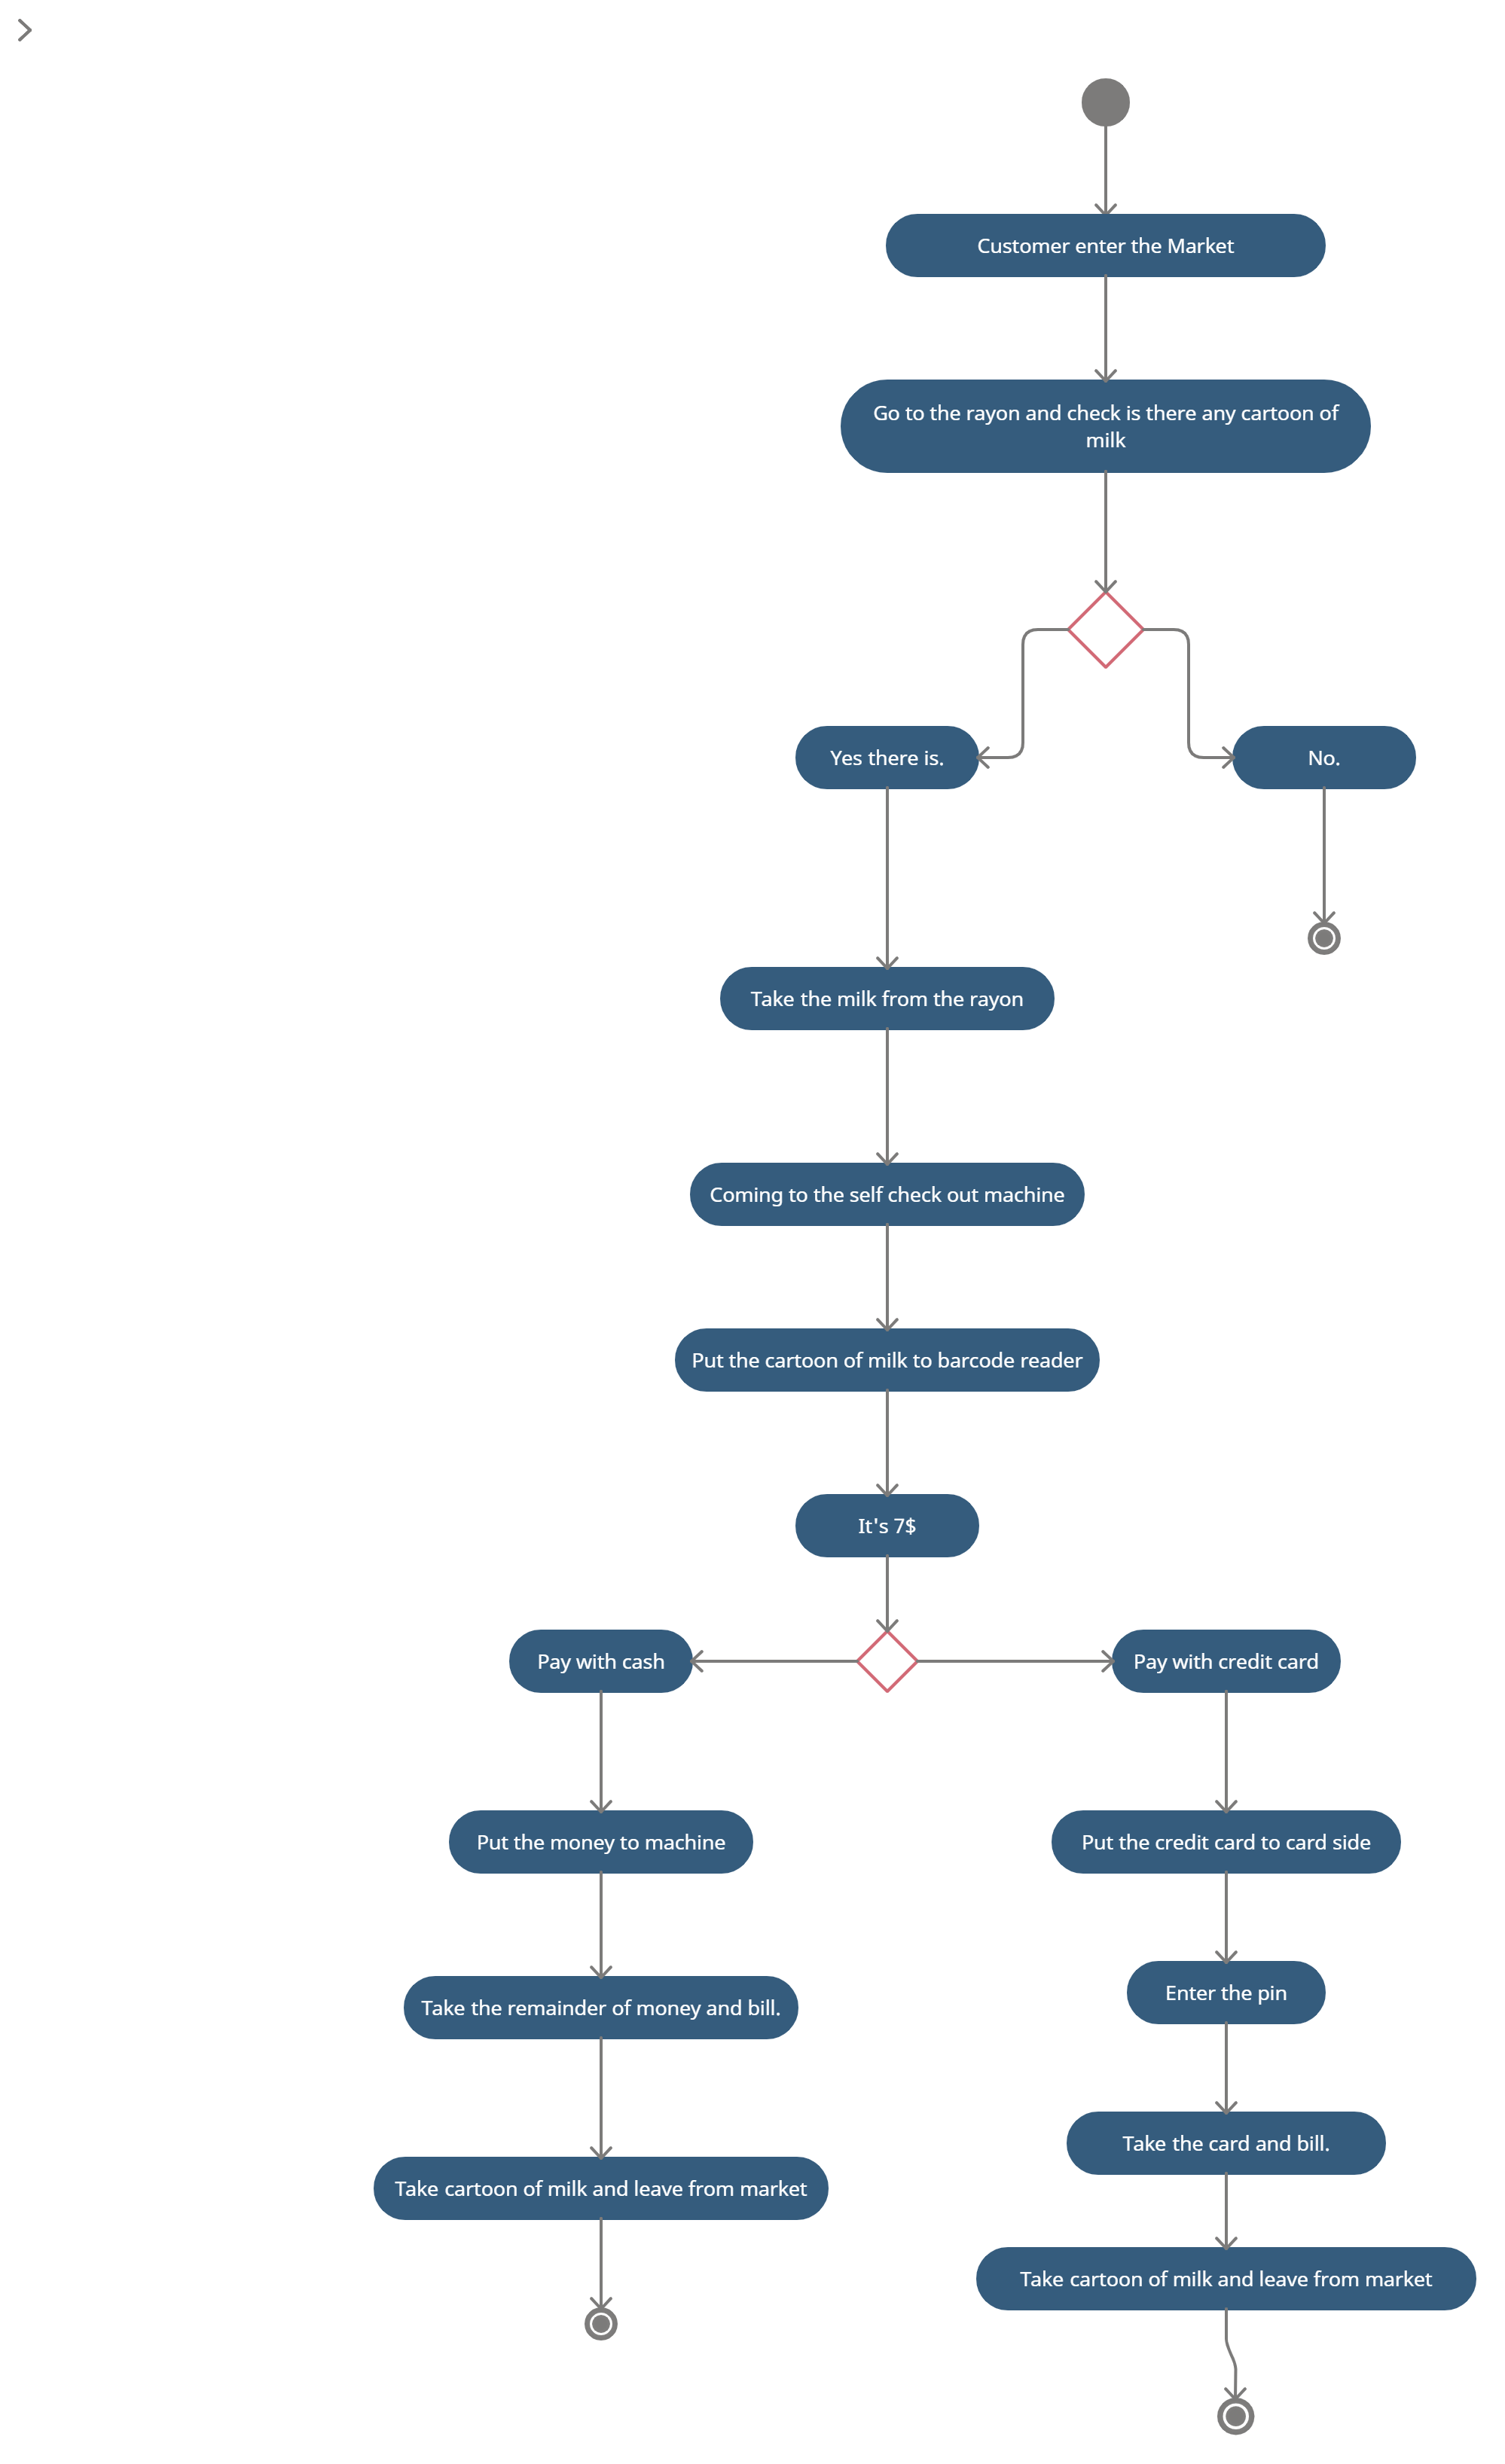 Customer enter the Market
Go to the rayon and check is there any cartoon of
milk
Yes there is.
No.
Take the milk from the rayon
Coming to the self check out machine
Put the cartoon of milk to barcode reader
It's 7$
Pay with cash
Pay with credit card
Put the money to machine
Put the credit card to card side
Take the remainder of money and bill.
Enter the pin
Take the card and bill.
Take cartoon of milk and leave from market
Take cartoon of milk and leave from market